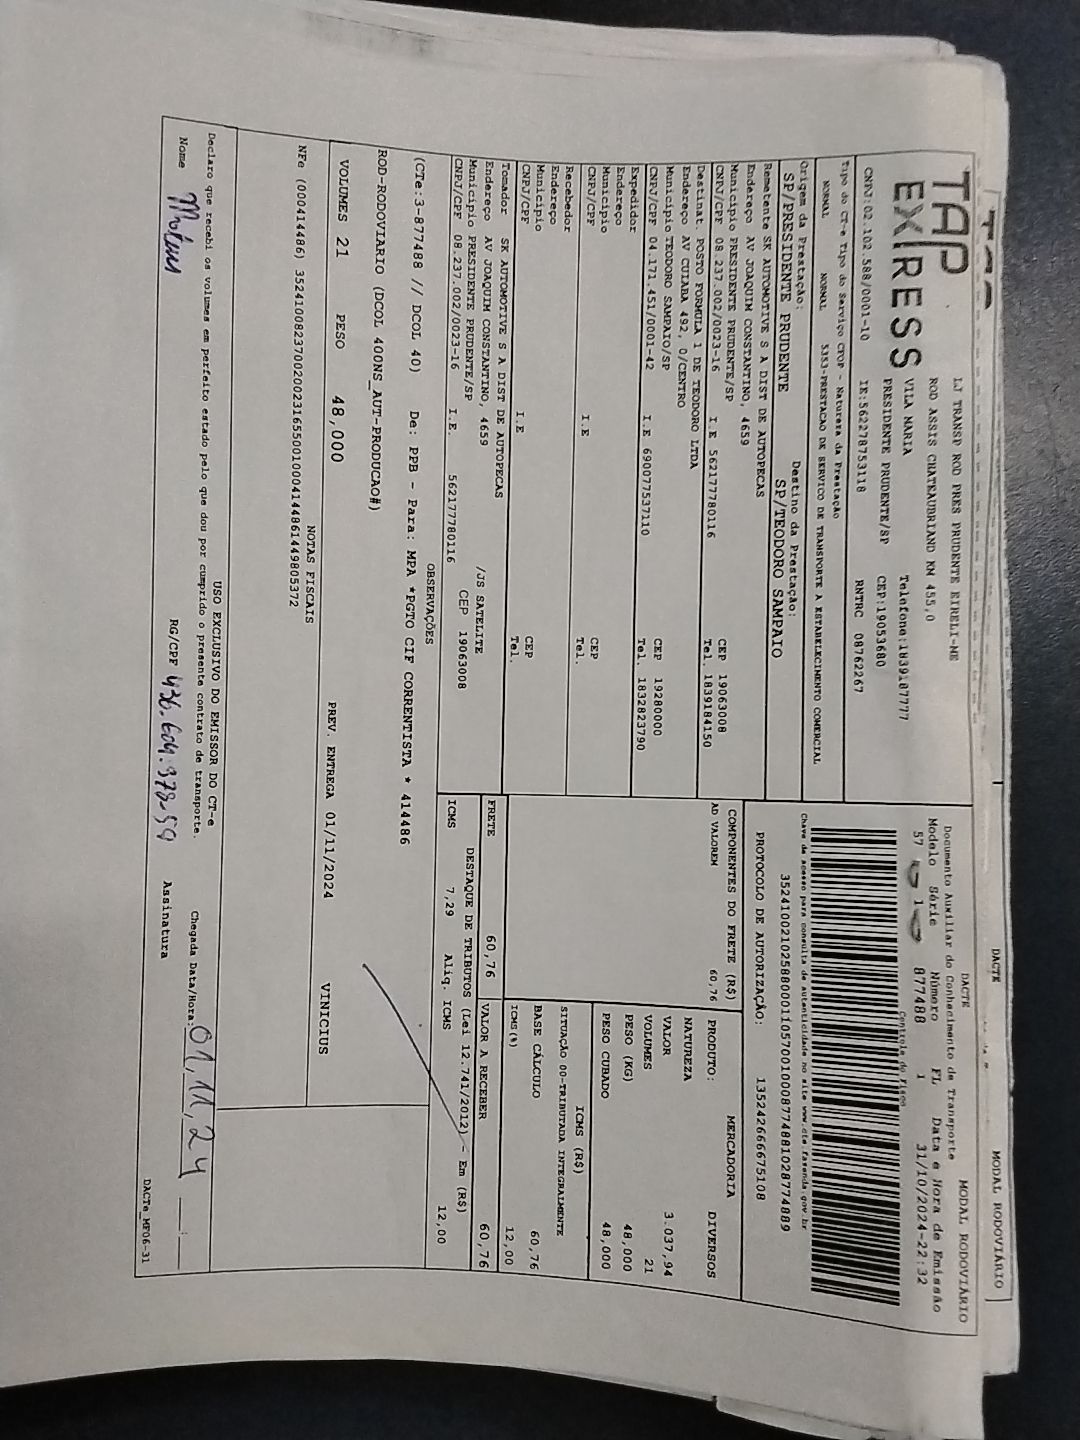 DACTE MODAL RODOVIÁRIO
TAP EXPRESS
LJ TRANSP ROD PRES PRUDENTE EIRELI-ME
ROD ASSIS CHATEAUBRIAND KM 455,0
VILA MARIA Telefone:1839187777
PRESIDENTE PRUDENTE/SP CEP:19053680
CNPJ:02.102.588/0001-10 IE:562278753118 RNTRC 08762267
Tipo do CT-e Tipo do Serviço CFOP - Natureza da Prestação
NORMAL NORMAL 5353-PRESTACAO DE SERVICO DE TRANSPORTE A ESTABELECIMENTO COMERCIAL
Origem da Prestação: Destino da Prestação:
SP/PRESIDENTE PRUDENTE SP/TEODORO SAMPAIO
DACTE MODAL RODOVIÁRIO
Documento Auxiliar do Conhecimento de Transporte
Modelo Série Número FL Data e Hora de Emissão
57 1 877488 1 31/10/2024-22:32
Controle do Fisco
Chave de acesso para consulta de autenticidade no site www.cte.fazenda.gov.br
35241002102588000110570010008774881028774889
PROTOCOLO DE AUTORIZAÇÃO: 135242666675108
Remetente SK AUTOMOTIVE S A DIST DE AUTOPECAS
Endereço AV JOAQUIM CONSTANTINO, 4659
Município PRESIDENTE PRUDENTE/SP CEP 19063008
CNPJ/CPF 08.237.002/0023-16 I.E 562177780116 Tel. 1839184150
Destinat. POSTO FORMULA 1 DE TEODORO LTDA
Endereço AV CUIABA 492, 0/CENTRO
Município TEODORO SAMPAIO/SP CEP 19280000
CNPJ/CPF 04.171.451/0001-42 I.E 690077537110 Tel. 1832823790
Expedidor
Endereço
Município CEP
CNPJ/CPF I.E Tel.
Recebedor
Endereço
Município CEP
CNPJ/CPF I.E Tel.
Tomador SK AUTOMOTIVE S A DIST DE AUTOPECAS
Endereço AV JOAQUIM CONSTANTINO, 4659 /JS SATELITE
Município PRESIDENTE PRUDENTE/SP CEP 19063008
CNPJ/CPF 08.237.002/0023-16 I.E. 562177780116
COMPONENTES DO FRETE (R$)
AD VALOREM 60,76
PRODUTO: MERCADORIA DIVERSOS
NATUREZA
VALOR 3.037,94
VOLUMES 21
PESO (KG) 48,000
PESO CUBADO 48,000
ICMS (R$)
SITUAÇÃO 00-TRIBUTADA INTEGRALMENTE
BASE CÁLCULO 60,76
ICMS(%) 12,00
FRETE 60,76 VALOR A RECEBER 60,76
DESTAQUE DE TRIBUTOS (Lei 12.741/2012) - Em (R$)
ICMS 7,29 Aliq. ICMS 12,00
OBSERVAÇÕES
(CTe:3-877488 // DCOL 40) De: PPB - Para: MPA *PGTO CIF CORRENTISTA * 414486
ROD-RODOVIARIO (DCOL 400NS_AUT-PRODUCAO#)
VOLUMES 21 PESO 48,000 PREV. ENTREGA 01/11/2024 VINICIUS
NOTAS FISCAIS
NFe (000414486) 35241008237002002316550010004144861449805372
USO EXCLUSIVO DO EMISSOR DO CT-e
Declaro que recebi os volumes em perfeito estado pelo que dou por cumprido o presente contrato de transporte. Chegada Data/Hora: 01,11,24 __:__
Nome RG/CPF 436.604.978-59 Assinatura
DACTe_MF06-31